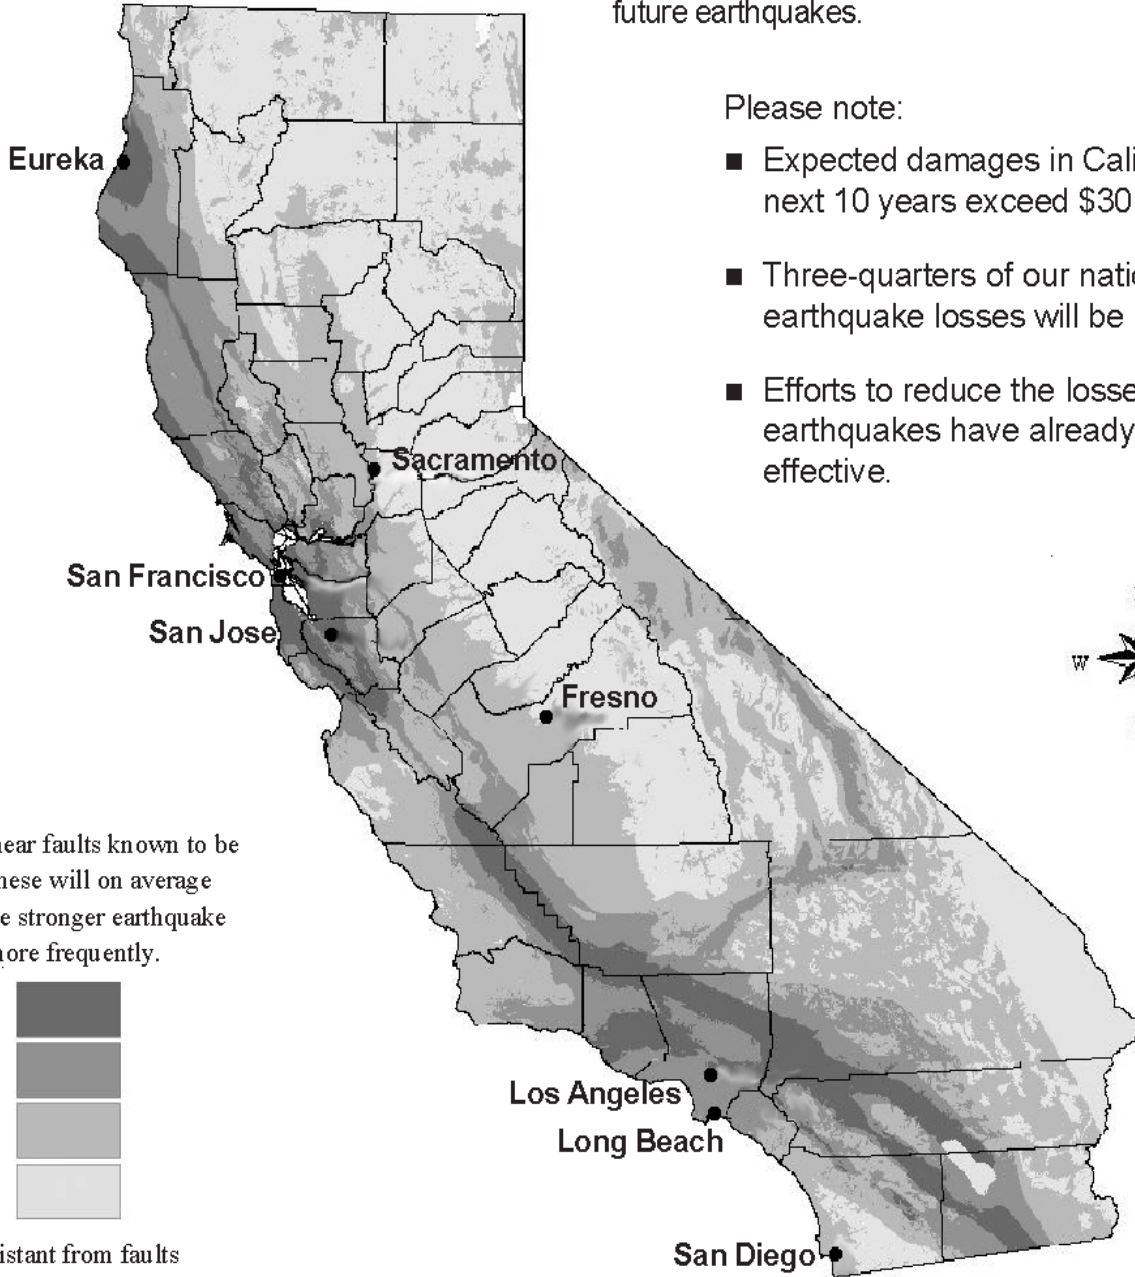 future earthquakes.
Please note:
■ Expected damages in Cali
next 10 years exceed $30
■ Three-quarters of our natio
earthquake losses will be
■ Efforts to reduce the losse
earthquakes have already
effective.
Eureka
Sacramento
San Francisco
San Jose
Fresno
W
near faults known to be
hese will on average
e stronger earthquake
nore frequently.
Los Angeles
Long Beach
San Diego
istant from faults